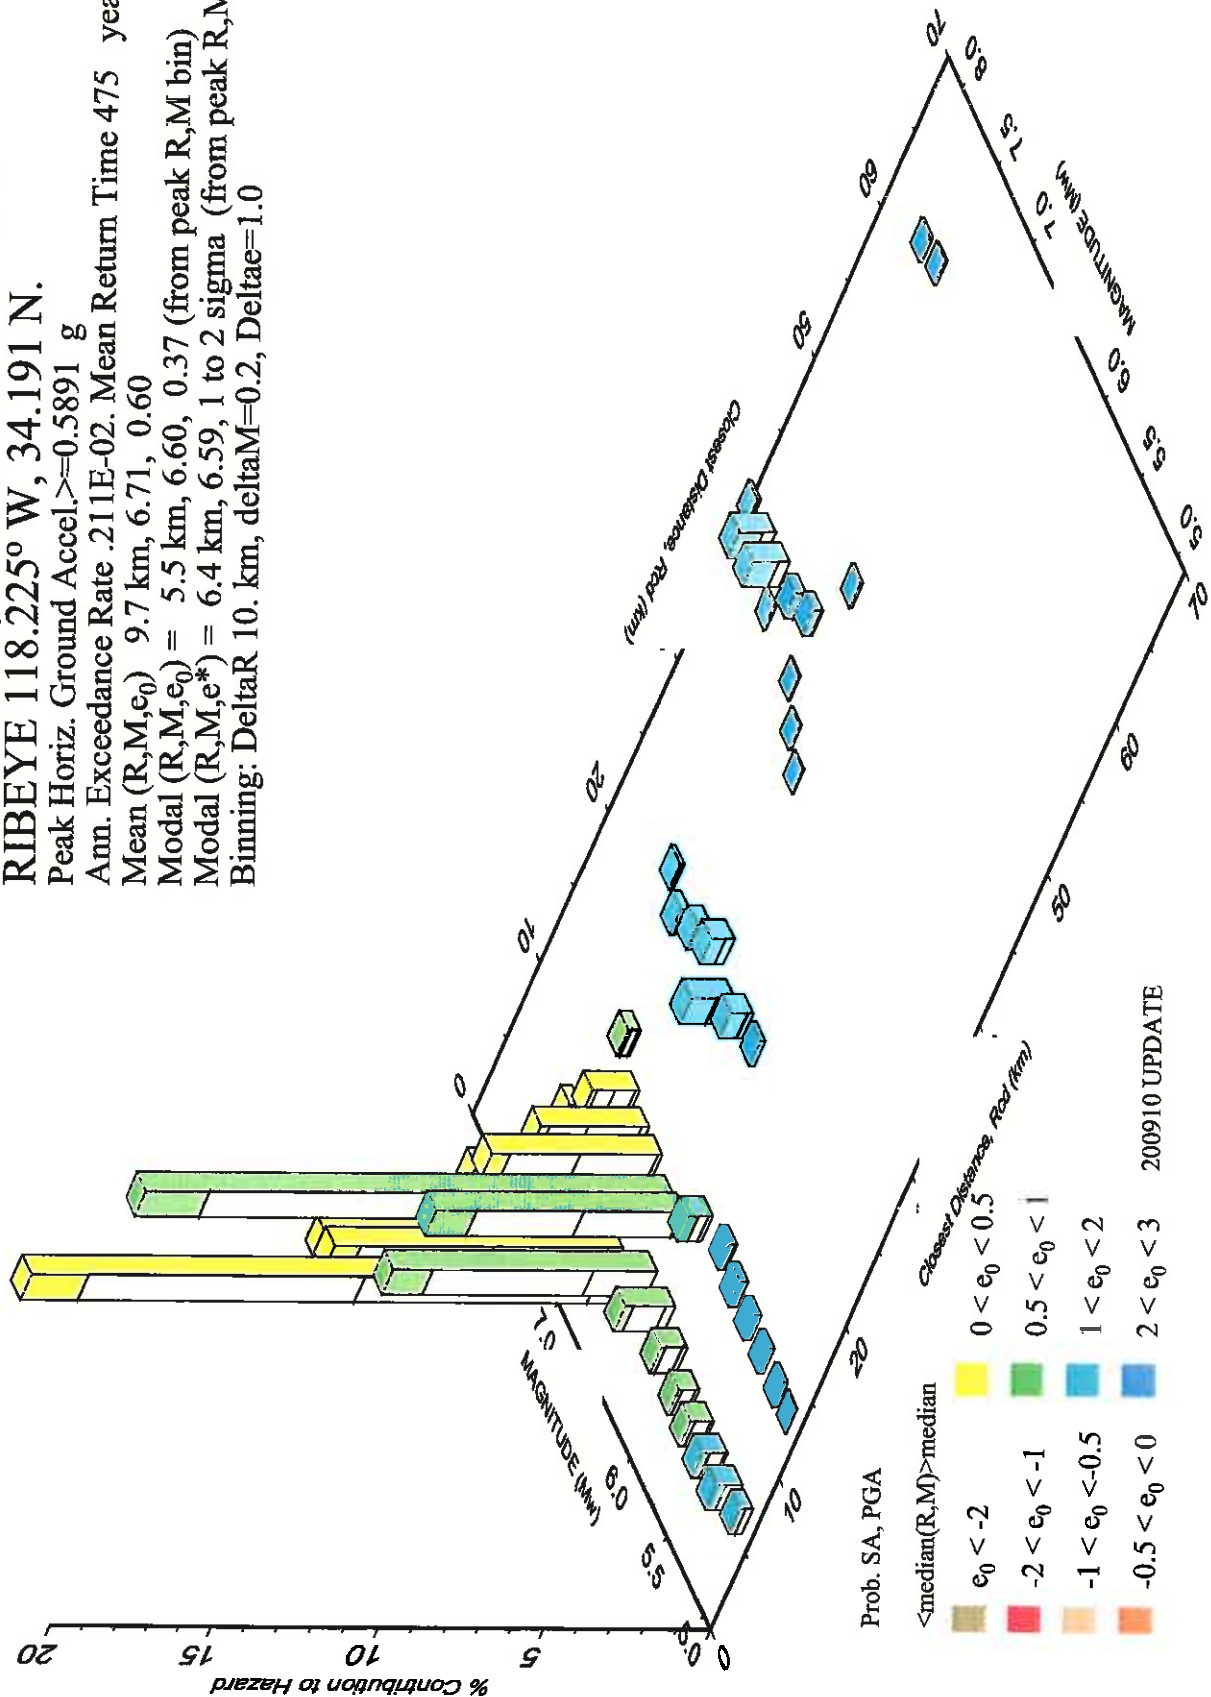 RIBEYE 118.225° W, 34.191 N.
Peak Horiz. Ground Accel.>=0.5891 g
Ann. Exceedance Rate .211E-02. Mean Return Time 475 yea
Mean (R,M,e0) 9.7 km, 6.71, 0.60
Modal (R,M,e0) = 5.5 km, 6.60, 0.37 (from peak R,M bin)
Modal (R,M,e*) = 6.4 km, 6.59, 1 to 2 sigma (from peak R,M
Binning: DeltaR 10. km, deltaM=0.2, Deltae=1.0
% Contribution to Hazard
20
15
10
5
0
MAGNITUDE (Mw)
5.5
6.0
7.0
0
10
20
Closest Distance, Rcd (km)
50
60
70
8.0
7.5
7.0
MAGNITUDE (Mw)
6.0
5.5
5.0
0
10
20
Closest Distance, Rcd (km)
50
60
70
Prob. SA, PGA
<median(R,M)>median
e0 < -2
0 < e0 < 0.5
-2 < e0 < -1
0.5 < e0 < 1
-1 < e0 <-0.5
1 < e0 < 2
-0.5 < e0 < 0
2 < e0 < 3
200910 UPDATE